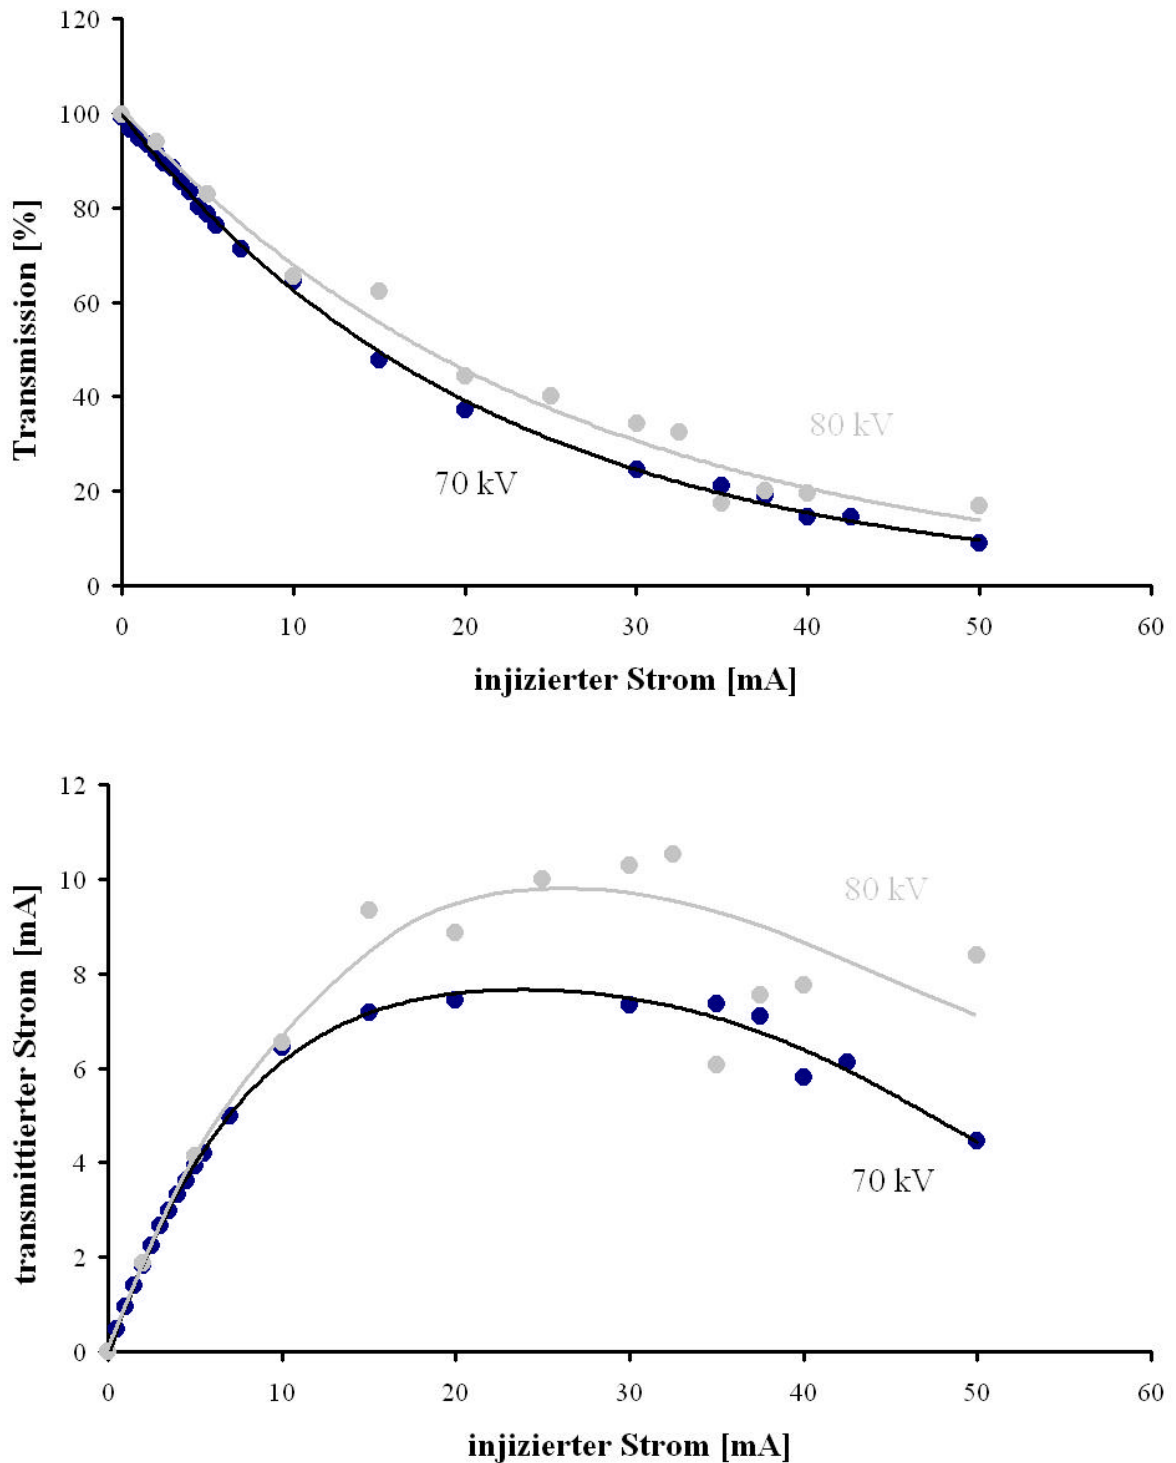 120
100
80
60
40
20
0
Transmission [%]
80 kV
70 kV
0 10 20 30 40 50 60
injizierter Strom [mA]
12
10
8
6
4
2
0
transmittierter Strom [mA]
80 kV
70 kV
0 10 20 30 40 50 60
injizierter Strom [mA]